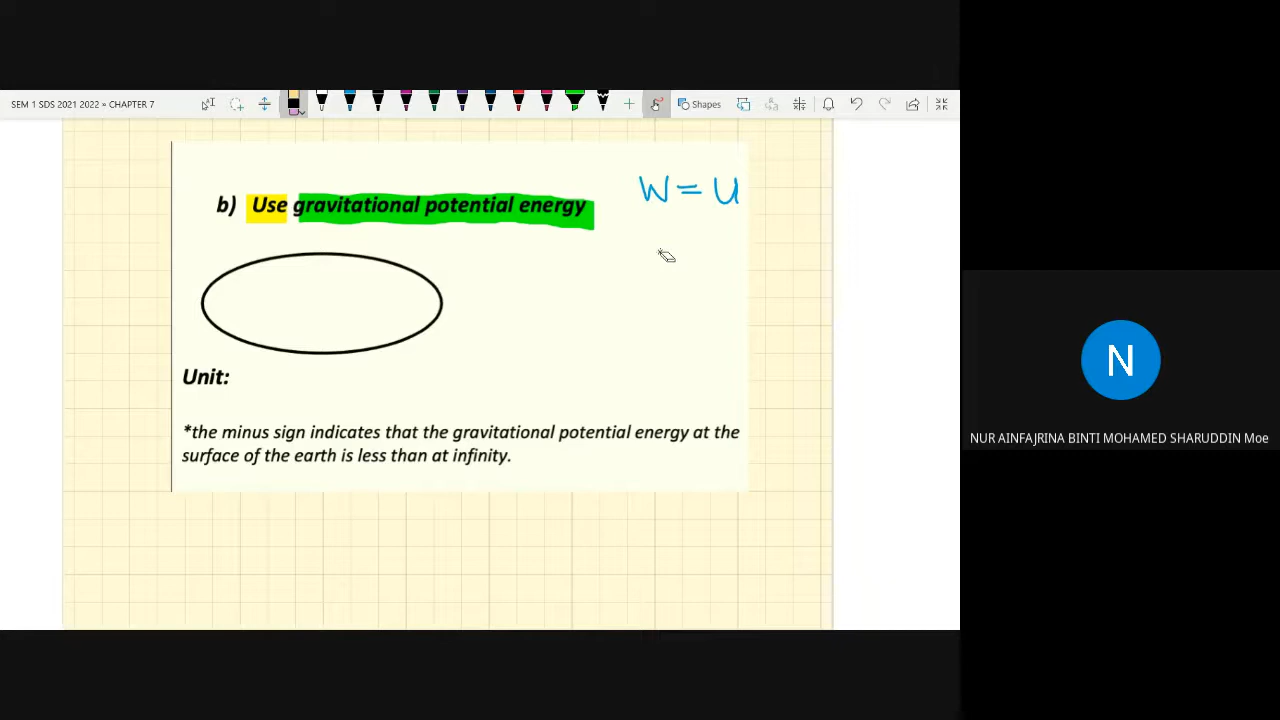 SEM 1 SDS 2021 2022 » CHAPTER 7
Shapes
b) Use gravitational potential energy
W = U
Unit:
*the minus sign indicates that the gravitational potential energy at the
surface of the earth is less than at infinity.
N
NUR AINFAJRINA BINTI MOHAMED SHARUDDIN Moe